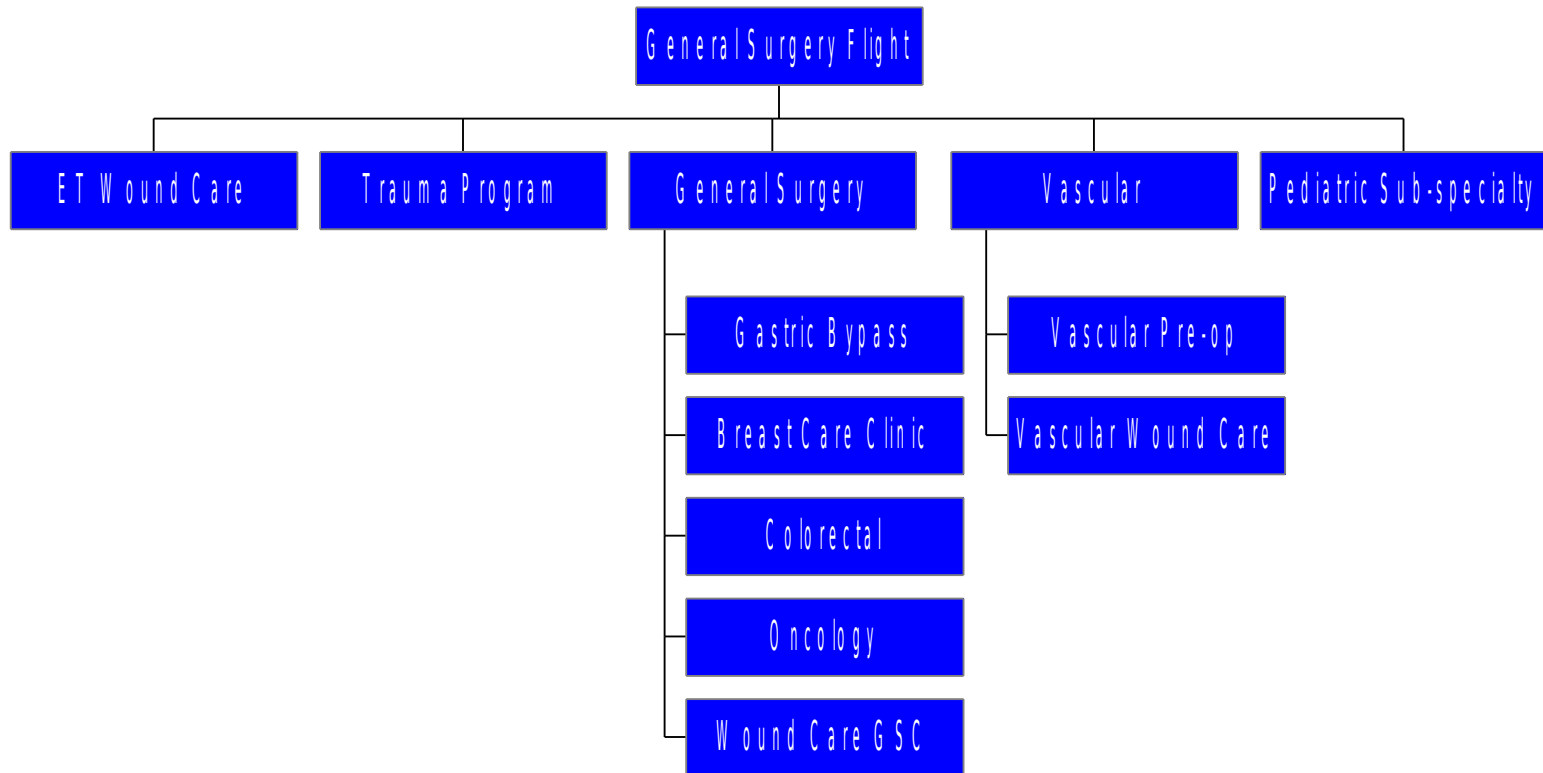 General Surgery Flight
ET Wound Care
Trauma Program
General Surgery
Vascular
Pediatric Sub-specialty
Gastric Bypass
Vascular Pre-op
Breast Care Clinic
Vascular Wound Care
Colorectal
Oncology
Wound Care GSC